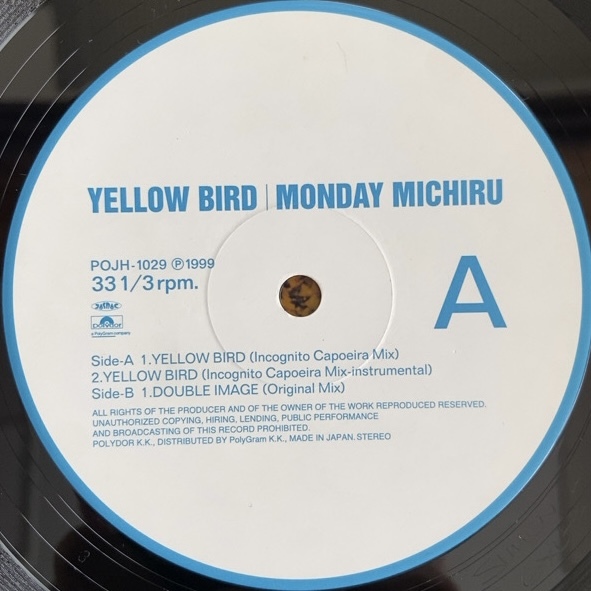 YELLOW BIRD | MONDAY MICHIRU
POJH-1029 ℗1999
33 1/3 rpm.
A
polydor
a PolyGram company
Side-A 1.YELLOW BIRD (Incognito Capoeira Mix)
2.YELLOW BIRD (Incognito Capoeira Mix-instrumental)
Side-B 1.DOUBLE IMAGE (Original Mix)
ALL RIGHTS OF THE PRODUCER AND OF THE OWNER OF THE WORK REPRODUCED RESERVED.
UNAUTHORIZED COPYING, HIRING, LENDING, PUBLIC PERFORMANCE
AND BROADCASTING OF THIS RECORD PROHIBITED.
POLYDOR K.K., DISTRIBUTED BY PolyGram K.K., MADE IN JAPAN. STEREO